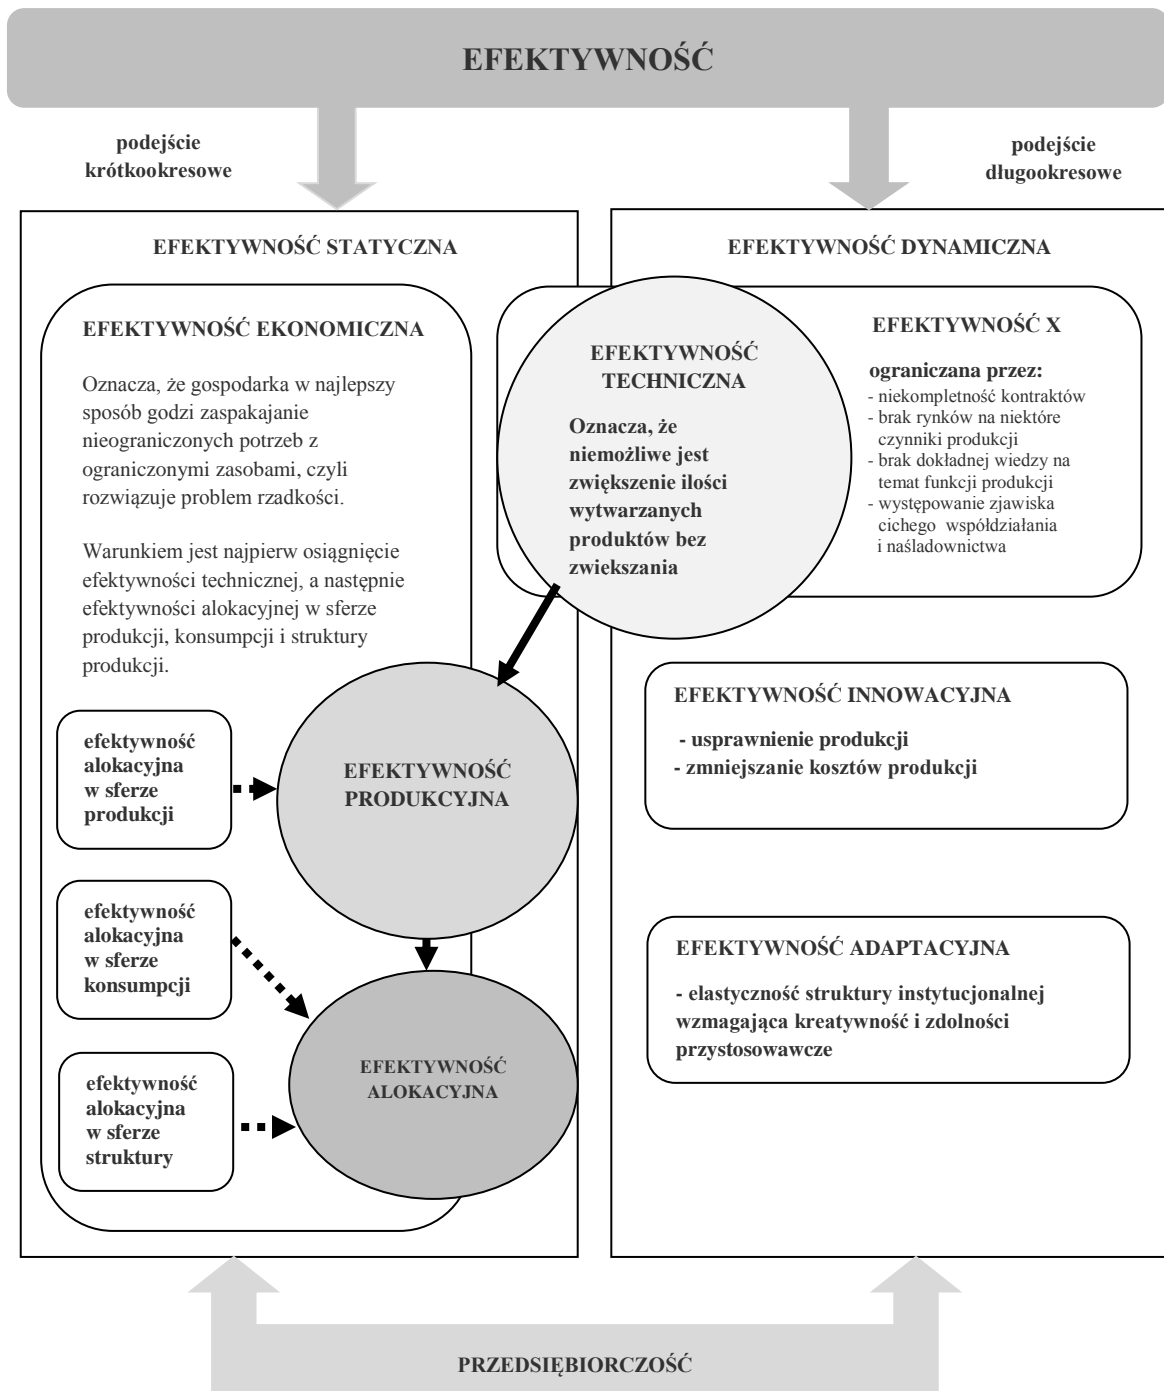 EFEKTYWNOŚĆ
podejście
krótkookresowe
podejście
długookresowe
EFEKTYWNOŚĆ STATYCZNA
EFEKTYWNOŚĆ EKONOMICZNA
Oznacza, że gospodarka w najlepszy
sposób godzi zaspakajanie
nieograniczonych potrzeb z
ograniczonymi zasobami, czyli
rozwiązuje problem rzadkości.
Warunkiem jest najpierw osiągnięcie
efektywności technicznej, a następnie
efektywności alokacyjnej w sferze
produkcji, konsumpcji i struktury
produkcji.
efektywność
alokacyjna
w sferze
produkcji
efektywność
alokacyjna
w sferze
konsumpcji
efektywność
alokacyjna
w sferze
struktury
EFEKTYWNOŚĆ
PRODUKCYJNA
EFEKTYWNOŚĆ
ALOKACYJNA
EFEKTYWNOŚĆ DYNAMICZNA
EFEKTYWNOŚĆ
TECHNICZNA
Oznacza, że
niemożliwe jest
zwiększenie ilości
wytwarzanych
produktów bez
zwiekszania
EFEKTYWNOŚĆ X
ograniczana przez:
- niekompletność kontraktów
- brak rynków na niektóre
czynniki produkcji
- brak dokładnej wiedzy na
temat funkcji produkcji
- występowanie zjawiska
cichego współdziałania
i naśladownictwa
EFEKTYWNOŚĆ INNOWACYJNA
- usprawnienie produkcji
- zmniejszanie kosztów produkcji
EFEKTYWNOŚĆ ADAPTACYJNA
- elastyczność struktury instytucjonalnej
wzmagająca kreatywność i zdolności
przystosowawcze
PRZEDSIĘBIORCZOŚĆ